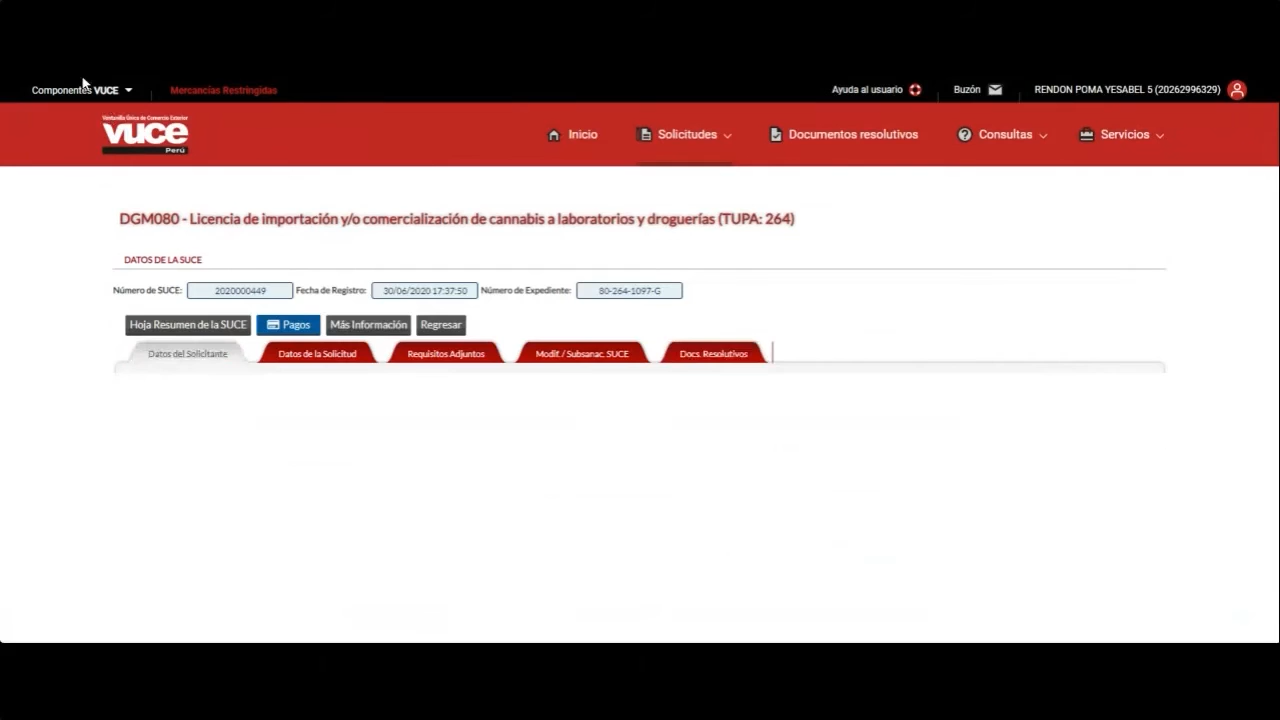 Componentes VUCE
Mercancías Restringidas
Ayuda al usuario
Buzón
RENDON POMA YESABEL 5 (20262996329)
Ventanilla Única de Comercio Exterior
vuce
Perú
Inicio
Solicitudes
Documentos resolutivos
Consultas
Servicios
DGM080 - Licencia de importación y/o comercialización de cannabis a laboratorios y droguerías (TUPA: 264)
DATOS DE LA SUCE
Número de SUCE: 2020000449 Fecha de Registro: 30/06/2020 17:37:50 Número de Expediente: 80-264-1097-G
Hoja Resumen de la SUCE Pagos Más Información Regresar
Datos del Solicitante Datos de la Solicitud Requisitos Adjuntos Modif./ Subsanac. SUCE Docs. Resolutivos